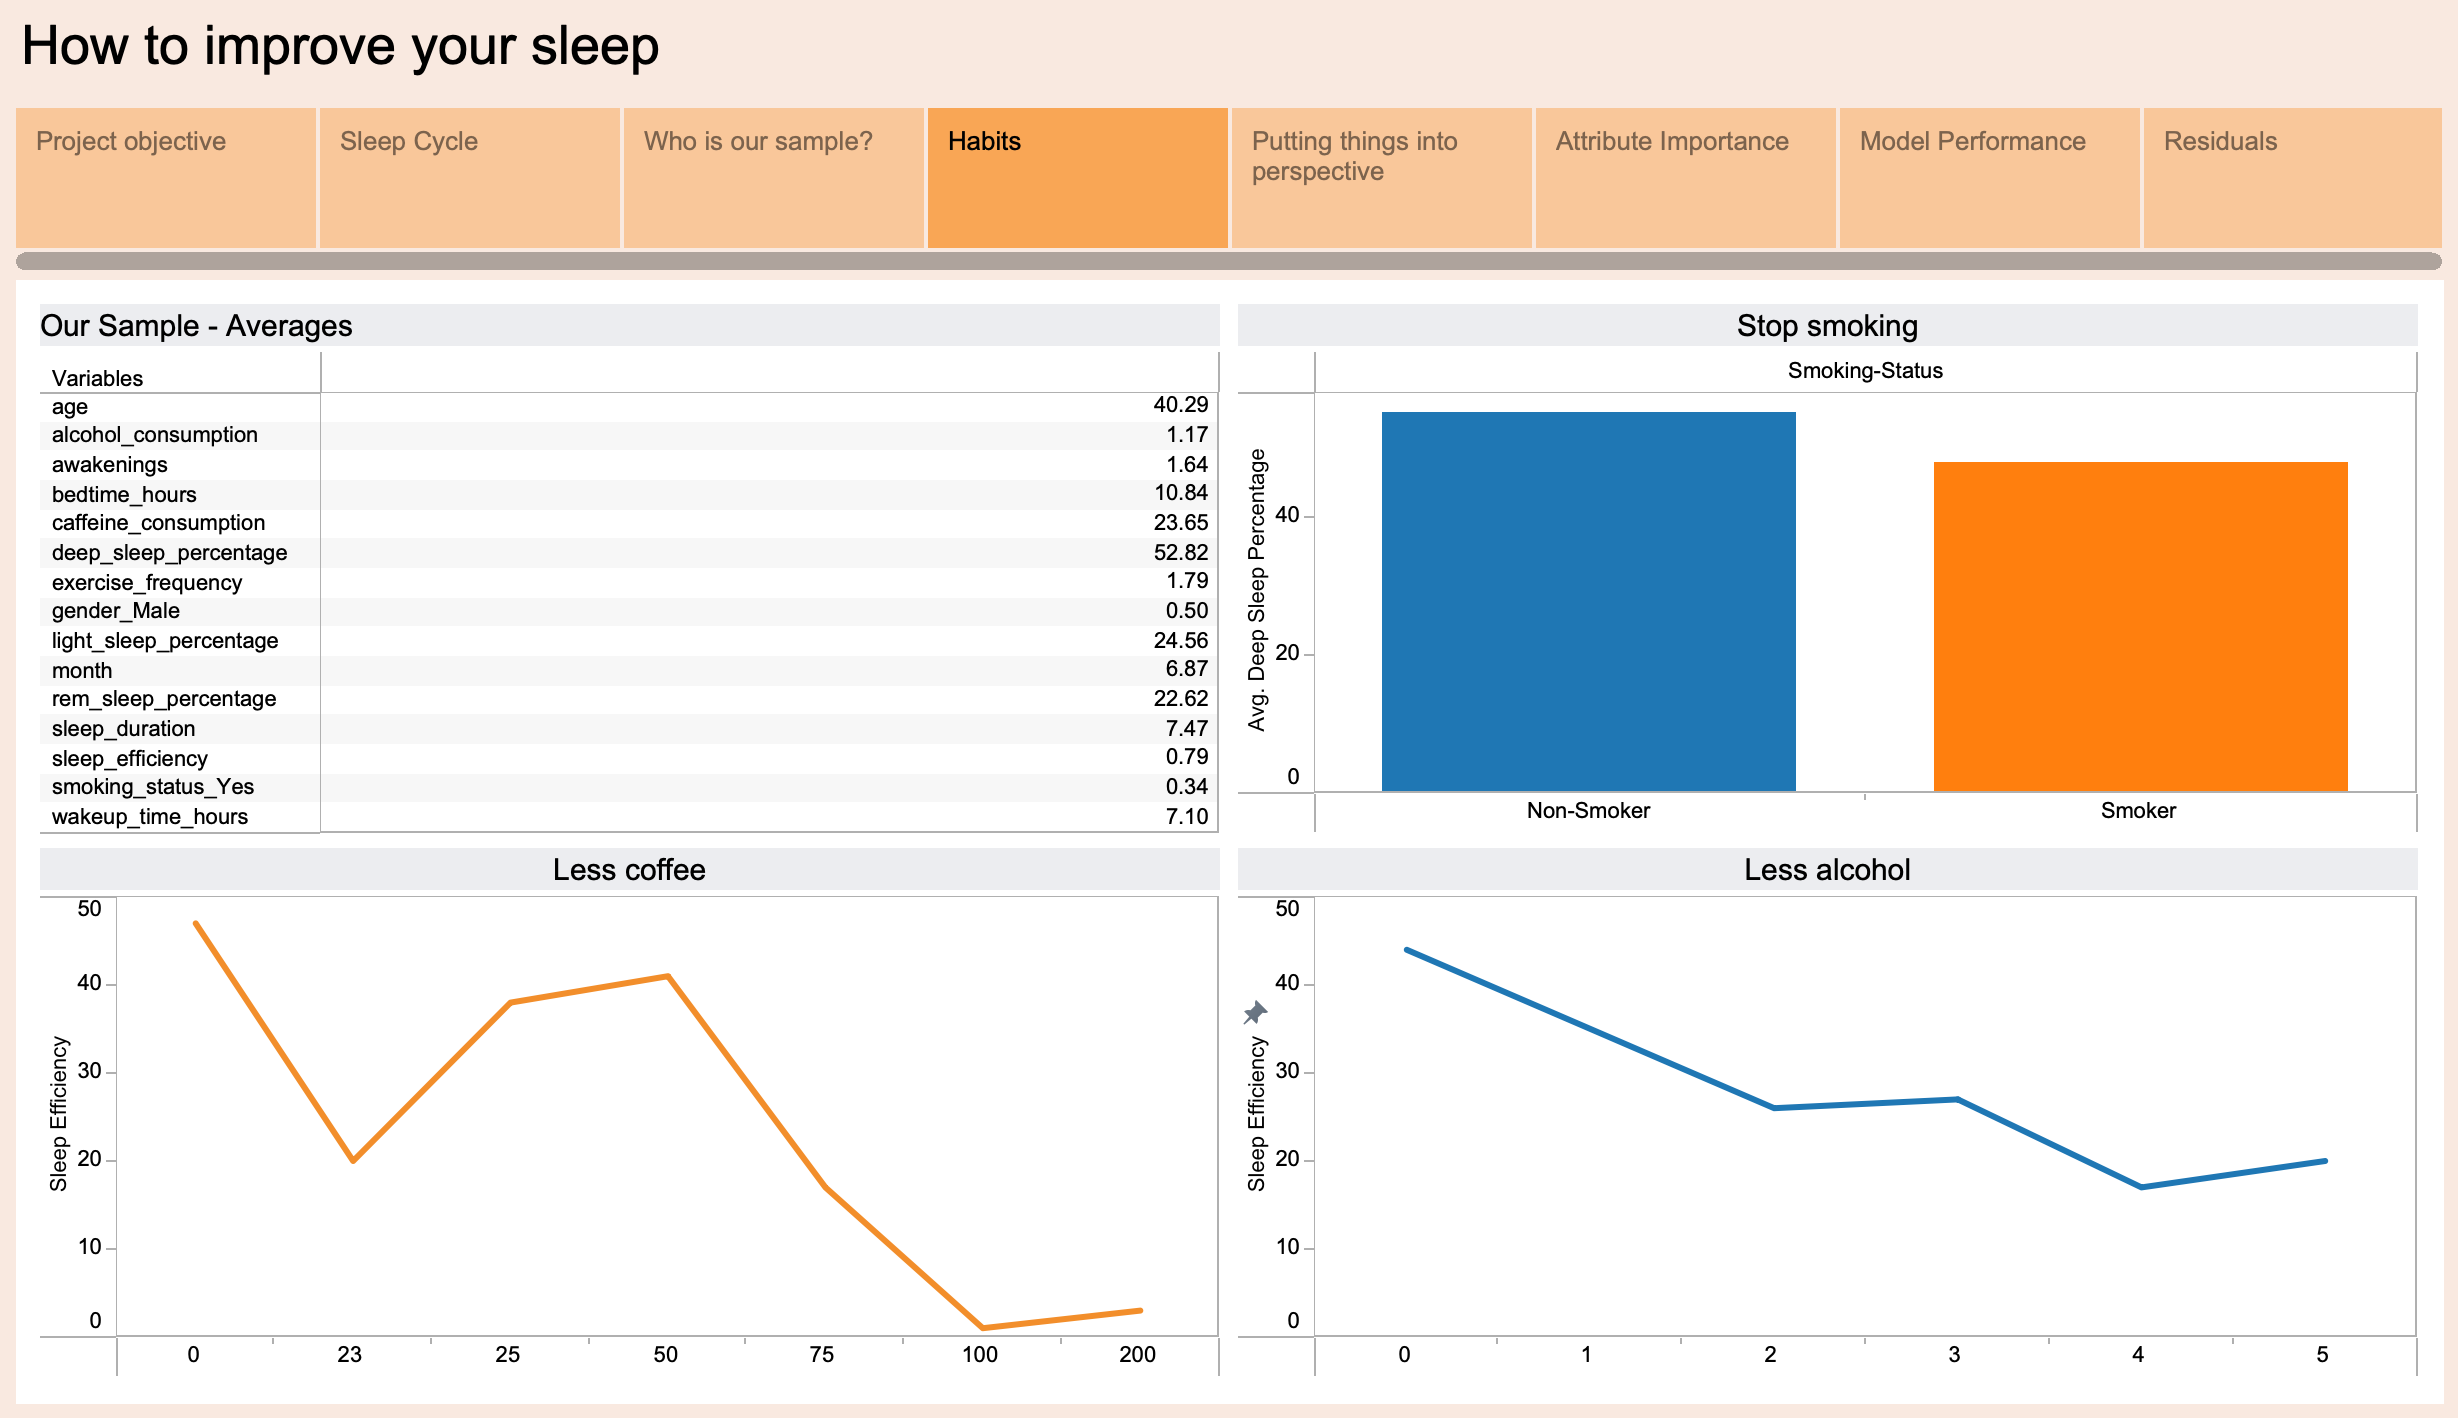 How to improve your sleep
Project objective
Sleep Cycle
Who is our sample?
Habits
Putting things into
perspective
Attribute Importance
Model Performance
Residuals
Our Sample - Averages
Variables
age 40.29
alcohol_consumption 1.17
awakenings 1.64
bedtime_hours 10.84
caffeine_consumption 23.65
deep_sleep_percentage 52.82
exercise_frequency 1.79
gender_Male 0.50
light_sleep_percentage 24.56
month 6.87
rem_sleep_percentage 22.62
sleep_duration 7.47
sleep_efficiency 0.79
smoking_status_Yes 0.34
wakeup_time_hours 7.10
Stop smoking
Smoking-Status
Avg. Deep Sleep Percentage
40
20
0
Non-Smoker Smoker
Less coffee
Sleep Efficiency
50
40
30
20
10
0
0 23 25 50 75 100 200
Less alcohol
Sleep Efficiency
50
40
30
20
10
0
0 1 2 3 4 5